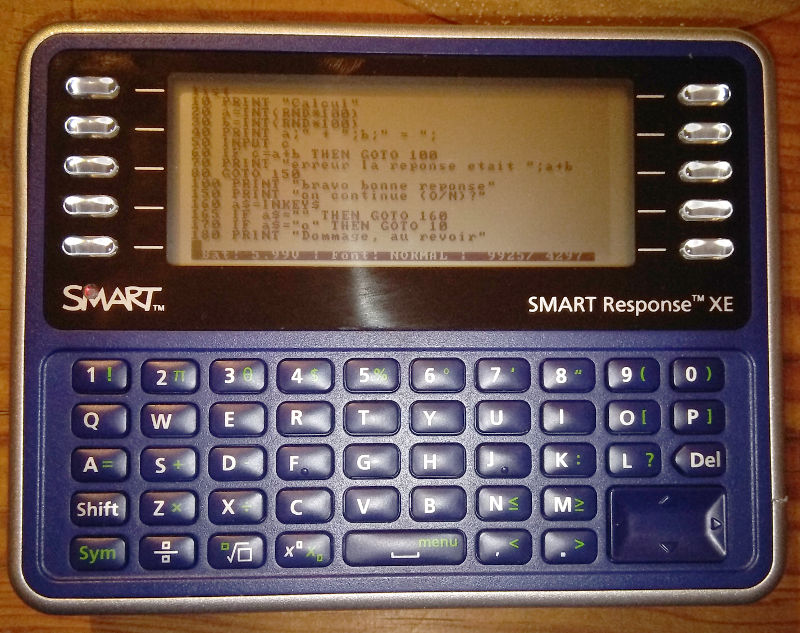 list
10 PRINT "Calcul"
20 a=INT(RND*100)
30 b=INT(RND*100)
40 PRINT a;" + ";b;" = ";
50 INPUT c
60 IF c=a+b THEN GOTO 100
70 PRINT "erreur la reponse etait ";a+b
80 GOTO 150
100 PRINT "bravo bonne reponse"
150 PRINT "on continue (O/N)?"
160 a$=INKEY$
165 IF a$="" THEN GOTO 160
170 IF a$="o" THEN GOTO 10
180 PRINT "Dommage, au revoir"
Bat: 5.99V | Font: NORMAL | 9925/ 4297
SMART™
SMART Response™ XE
1 ! 2 π 3 θ 4 $ 5 % 6 ° 7 ' 8 " 9 ( 0 )
Q W E R T Y U I O [ P ]
A = S + D - F G H J K : L ? Del
Shift Z × X ÷ C V B N ≤ M ≥
Sym √ x X menu , < . >